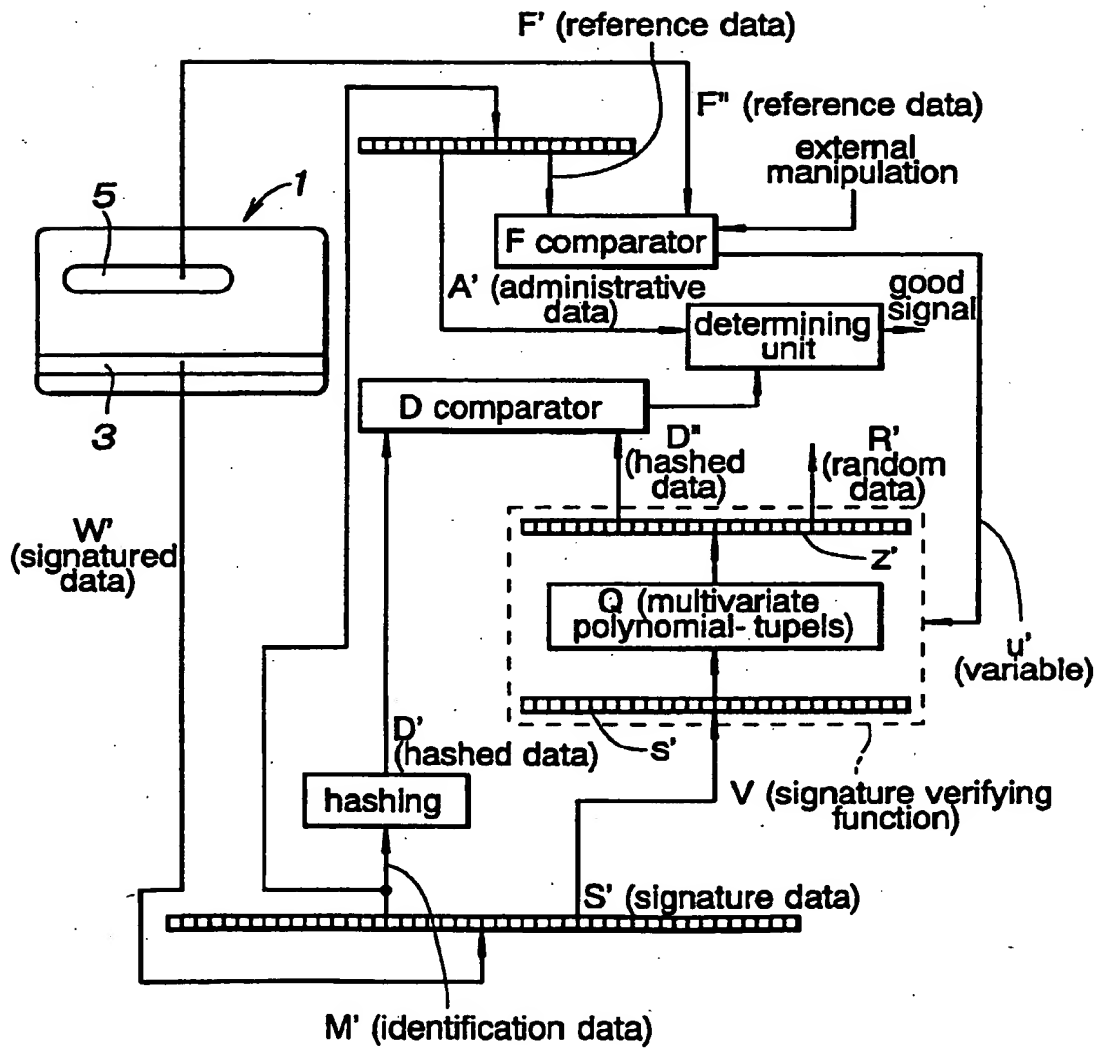 F' (reference data)
F" (reference data)
external
manipulation
1
5
F comparator
A' (administrative
data)
good
signal
determining
unit
3
D comparator
D"
(hashed
data)
R'
(random
data)
W'
(signatured
data)
z'
Q (multivariate
polynomial- tupels)
u'
(variable)
D'
(hashed data)
s'
hashing
V (signature verifying
function)
S' (signature data)
M' (identification data)